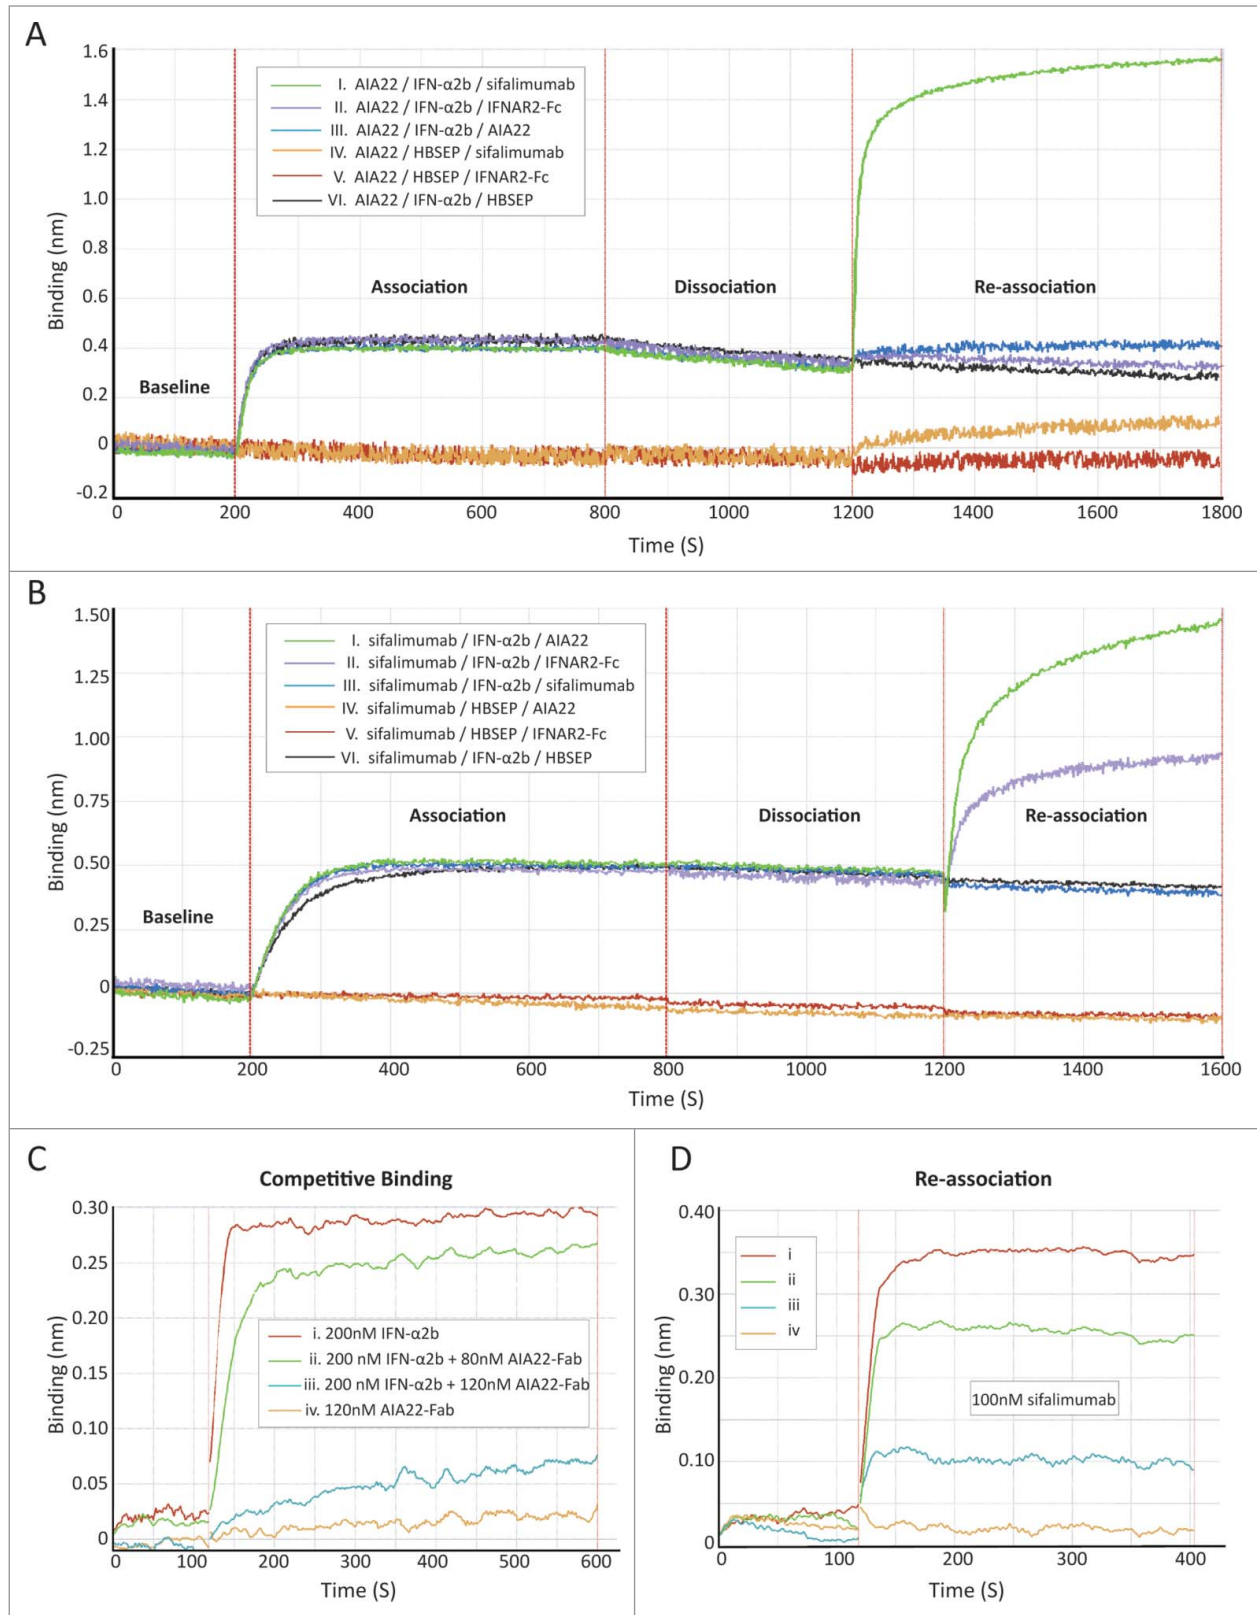 A
1.6
1.4
1.2
1.0
0.8
0.6
0.4
0.2
0
-0.2
Binding (nm)
I. AIA22 / IFN-α2b / sifalimumab
II. AIA22 / IFN-α2b / IFNAR2-Fc
III. AIA22 / IFN-α2b / AIA22
IV. AIA22 / HBSEP / sifalimumab
V. AIA22 / HBSEP / IFNAR2-Fc
VI. AIA22 / IFN-α2b / HBSEP
Baseline
Association
Dissociation
Re-association
0 200 400 600 800 1000 1200 1400 1600 1800
Time (S)
B
1.50
1.25
1.00
0.75
0.50
0.25
0
-0.25
Binding (nm)
I. sifalimumab / IFN-α2b / AIA22
II. sifalimumab / IFN-α2b / IFNAR2-Fc
III. sifalimumab / IFN-α2b / sifalimumab
IV. sifalimumab / HBSEP / AIA22
V. sifalimumab / HBSEP / IFNAR2-Fc
VI. sifalimumab / IFN-α2b / HBSEP
Baseline
Association
Dissociation
Re-association
0 200 400 600 800 1000 1200 1400 1600
Time (S)
C
Competitive Binding
0.30
0.25
0.20
0.15
0.10
0.05
0
Binding (nm)
i. 200nM IFN-α2b
ii. 200 nM IFN-α2b + 80nM AIA22-Fab
iii. 200 nM IFN-α2b + 120nM AIA22-Fab
iv. 120nM AIA22-Fab
0 100 200 300 400 500 600
Time (S)
D
Re-association
0.40
0.30
0.20
0.10
0
Binding (nm)
i
ii
iii
iv
100nM sifalimumab
0 100 200 300 400
Time (S)